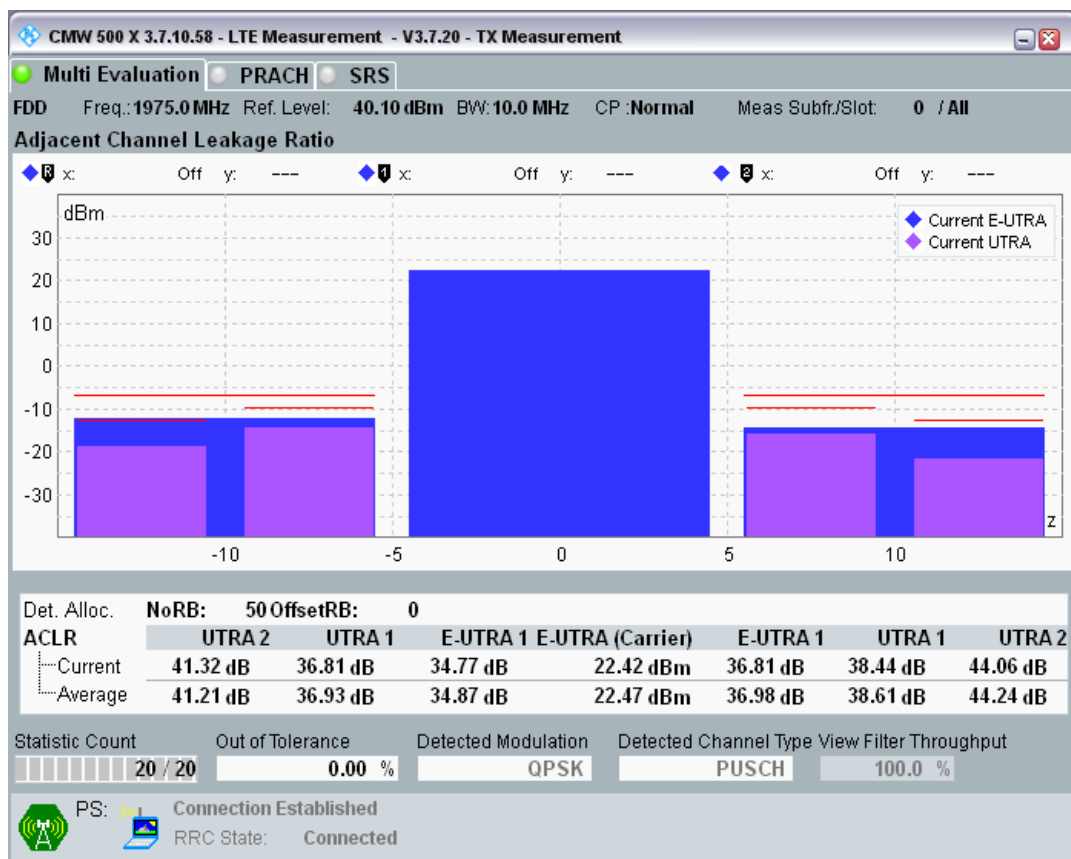 CMW 500 X 3.7.10.58 - LTE Measurement - V3.7.20 - TX Measurement
Multi Evaluation PRACH SRS
FDD Freq.: 1975.0 MHz Ref. Level: 40.10 dBm BW: 10.0 MHz CP :Normal Meas Subfr./Slot: 0 / All
Adjacent Channel Leakage Ratio
R x: Off y: --- 1 x: Off y: --- 2 x: Off y: ---
dBm
Current E-UTRA
Current UTRA
30
20
10
0
-10
-20
-30
z
-10 -5 0 5 10
Det. Alloc. NoRB: 50 OffsetRB: 0
ACLR UTRA 2 UTRA 1 E-UTRA 1 E-UTRA (Carrier) E-UTRA 1 UTRA 1 UTRA 2
Current 41.32 dB 36.81 dB 34.77 dB 22.42 dBm 36.81 dB 38.44 dB 44.06 dB
Average 41.21 dB 36.93 dB 34.87 dB 22.47 dBm 36.98 dB 38.61 dB 44.24 dB
Statistic Count Out of Tolerance Detected Modulation Detected Channel Type View Filter Throughput
20 / 20 0.00 % QPSK PUSCH 100.0 %
PS: Connection Established
RRC State: Connected